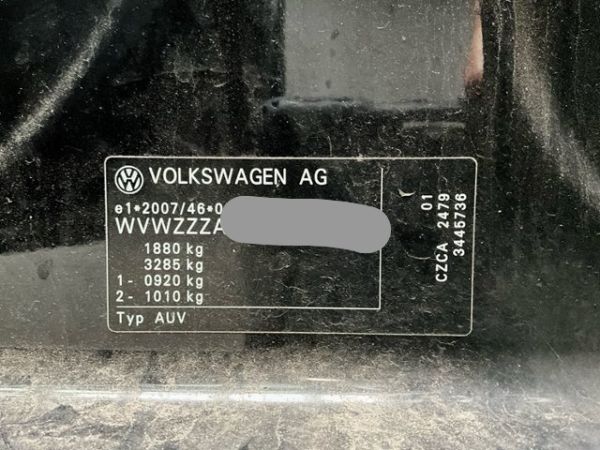 VOLKSWAGEN AG
e1*2007/46*0
WVWZZZA
1880 kg
3285 kg
1- 0920 kg
2- 1010 kg
Typ AUV
01
CZCA 2479
3445736